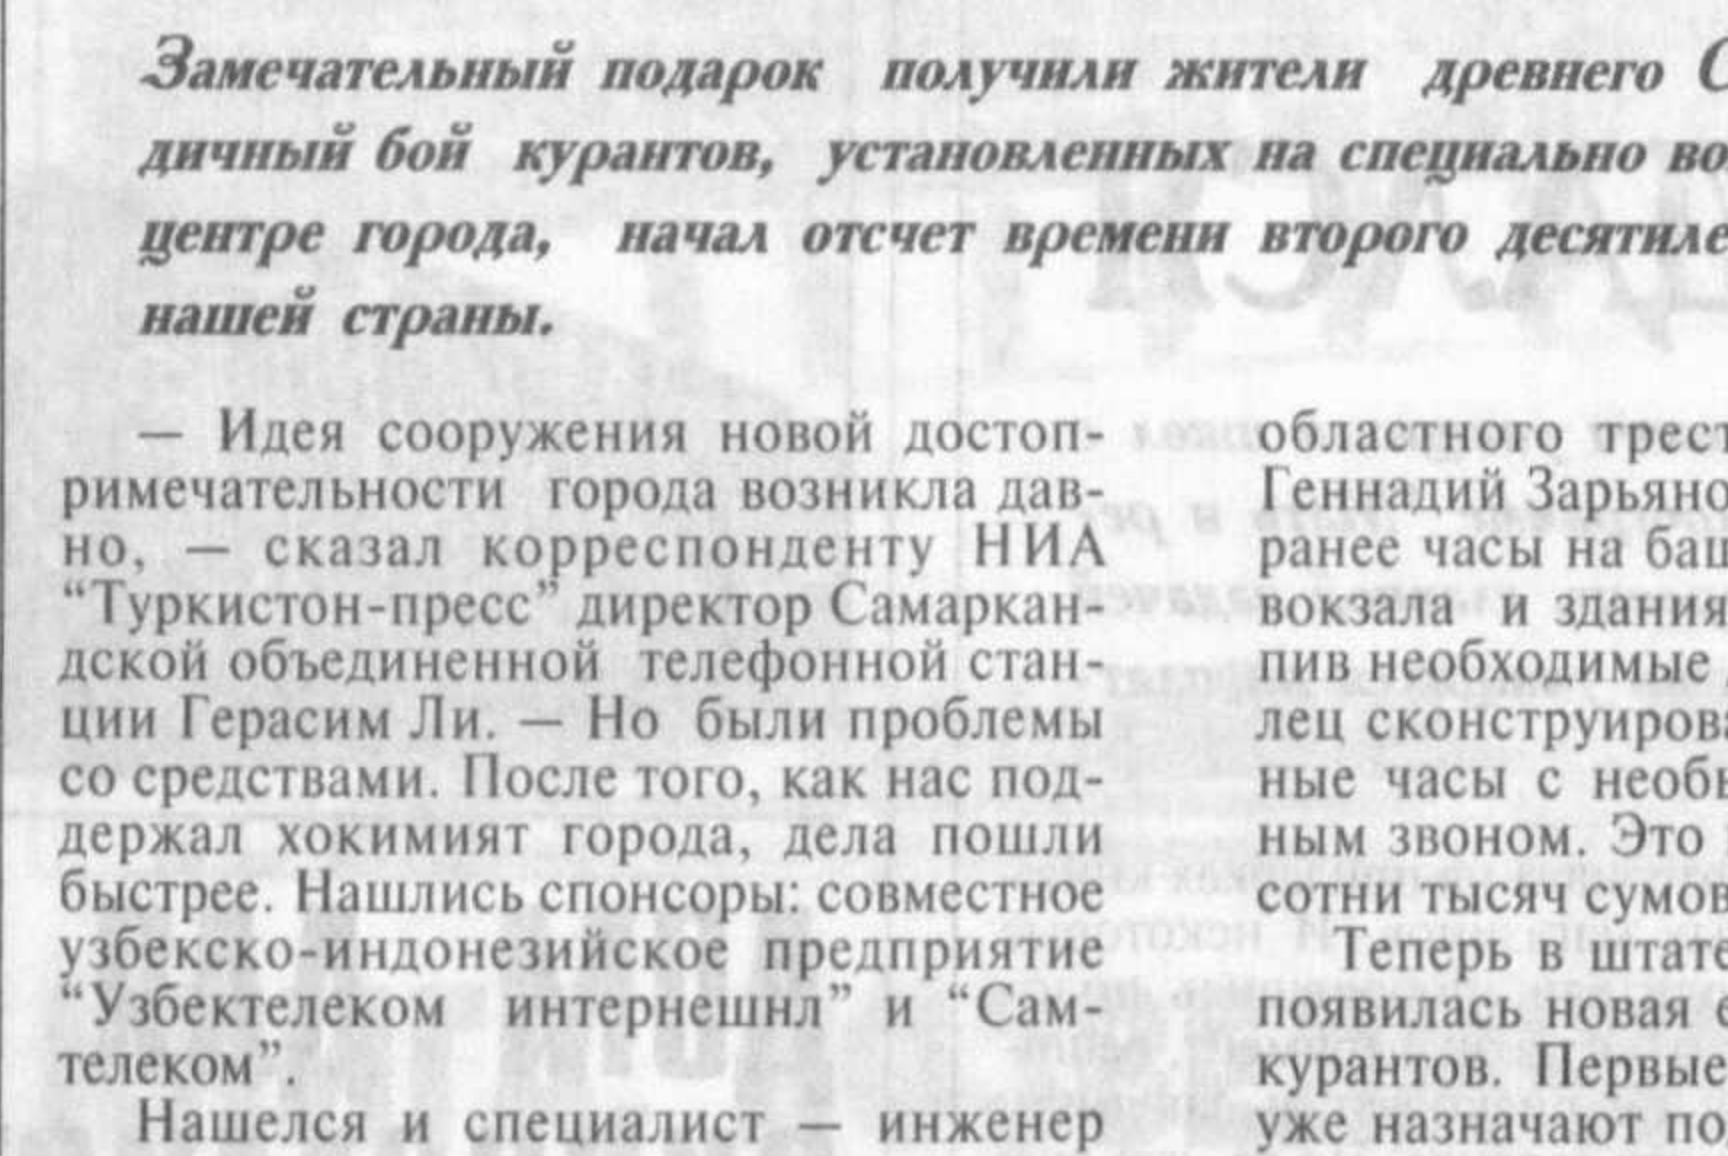 Замечательный подарок получили жители древнего
дичный бой курантов, установленных на специально
центре города, начал отсчет времени второго
нашей страны.
— Идея сооружения новой достоп-
римечательности города возникла дав-
но, — сказал корреспонденту НИА
“Туркистон-пресс” директор Самаркан-
дской объединенной телефонной стан-
ции Герасим Ли. — Но были проблемы
со средствами. После того, как нас под-
держал хокимият города, дела пошли
быстрее. Нашлись спонсоры: совместное
узбекско-индонезийское предприятие
“Узбектелеком интернешнл” и “Сам-
телеком”.
Нашелся и специалист — инженер
областного трест
Геннадий Зарьяно
ранее часы на баш
вокзала и здания
пив необходимые
лец сконструирова
ные часы с необы
ным звоном. Это
сотни тысяч сумов
Теперь в штате
появилась новая
курантов. Первые
уже назначают по